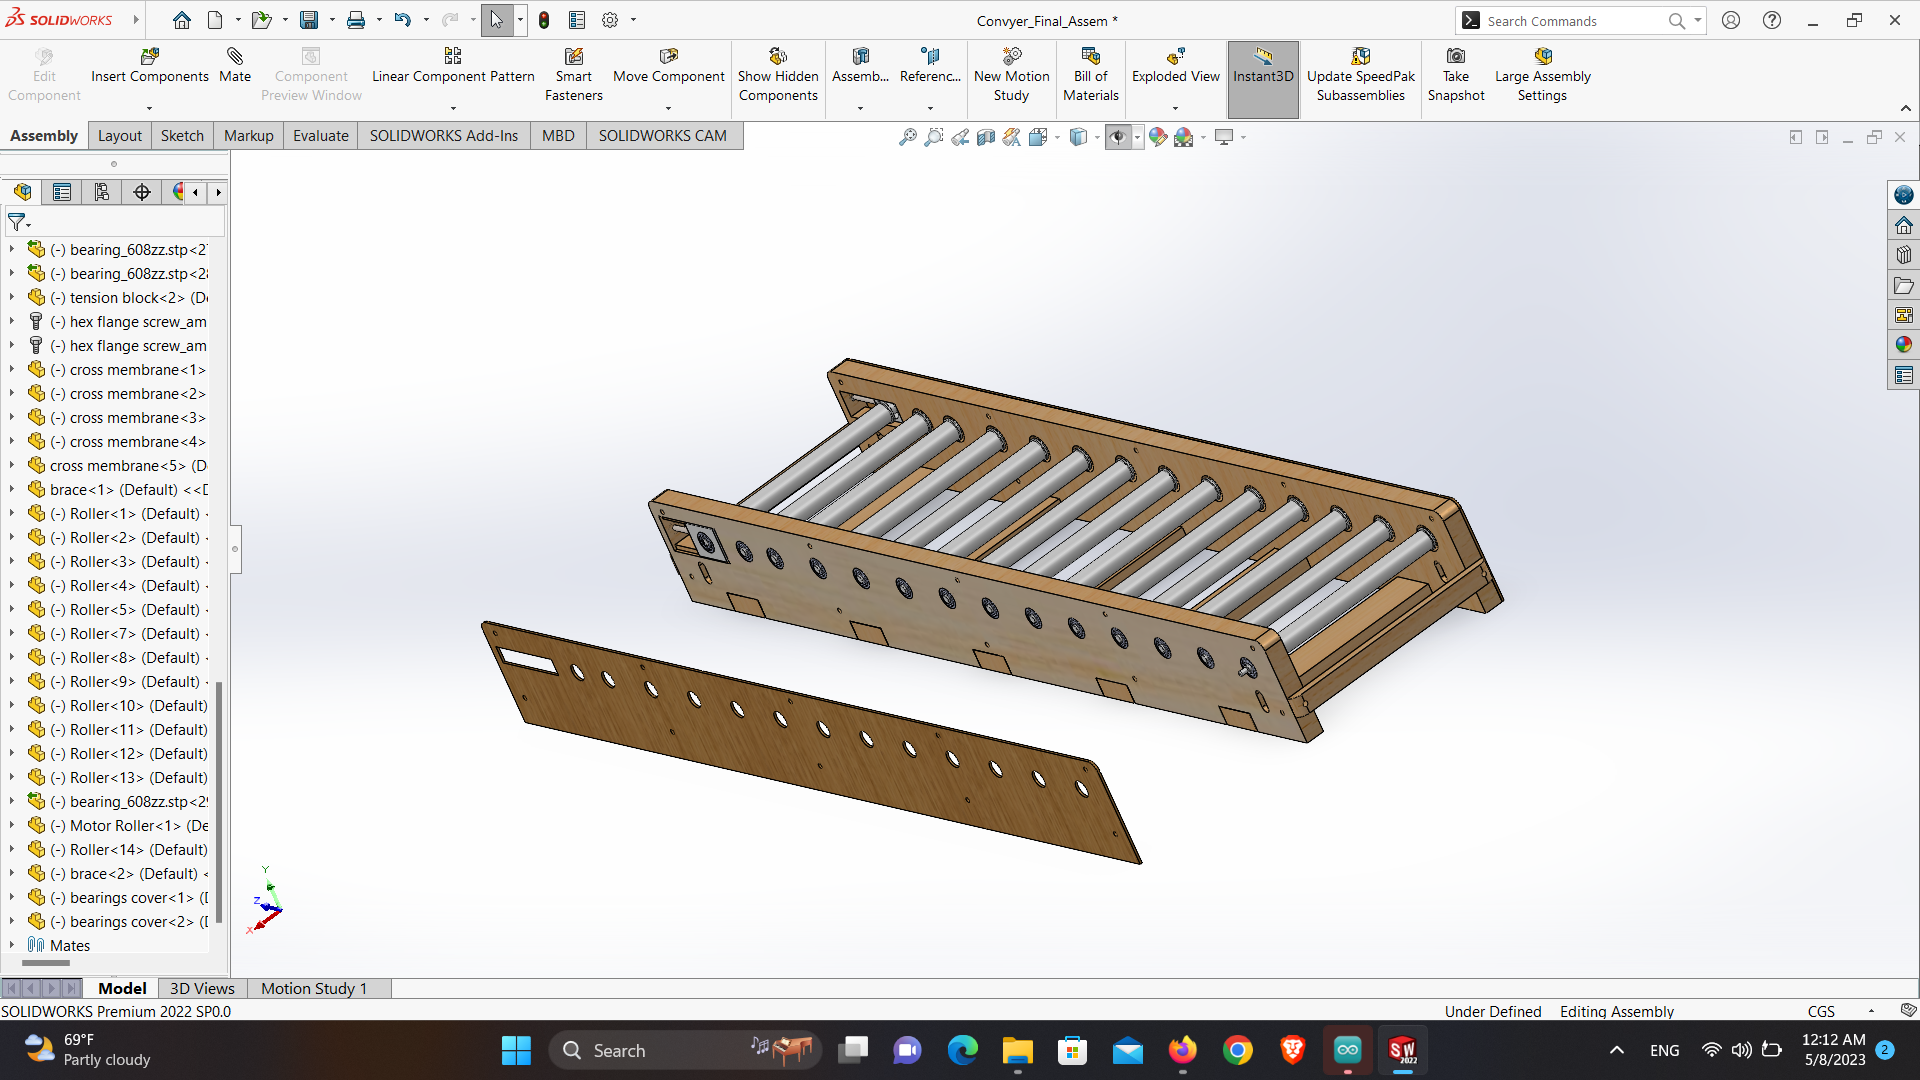 SOLIDWORKS
Convyer_Final_Assem *
Search Commands
Edit Component
Insert Components
Mate
Component Preview Window
Linear Component Pattern
Smart Fasteners
Move Component
Show Hidden Components
Assemb...
Referenc...
New Motion Study
Bill of Materials
Exploded View
Instant3D
Update SpeedPak Subassemblies
Take Snapshot
Large Assembly Settings
Assembly
Layout
Sketch
Markup
Evaluate
SOLIDWORKS Add-Ins
MBD
SOLIDWORKS CAM
(-) bearing_608zz.stp<27
(-) bearing_608zz.stp<28
(-) tension block<2> (De
(-) hex flange screw_am
(-) hex flange screw_am
(-) cross membrane<1>
(-) cross membrane<2>
(-) cross membrane<3>
(-) cross membrane<4>
cross membrane<5> (D
brace<1> (Default) <<D
(-) Roller<1> (Default) <
(-) Roller<2> (Default) <
(-) Roller<3> (Default) <
(-) Roller<4> (Default) <
(-) Roller<5> (Default) <
(-) Roller<7> (Default) <
(-) Roller<8> (Default) <
(-) Roller<9> (Default) <
(-) Roller<10> (Default)
(-) Roller<11> (Default)
(-) Roller<12> (Default)
(-) Roller<13> (Default)
(-) bearing_608zz.stp<29
(-) Motor Roller<1> (De
(-) Roller<14> (Default)
(-) brace<2> (Default) <
(-) bearings cover<1> (D
(-) bearings cover<2> (D
Mates
Y
Z
X
Model
3D Views
Motion Study 1
SOLIDWORKS Premium 2022 SP0.0
Under Defined
Editing Assembly
CGS
69°F
Partly cloudy
Search
SW
2022
ENG
12:12 AM
5/8/2023
2